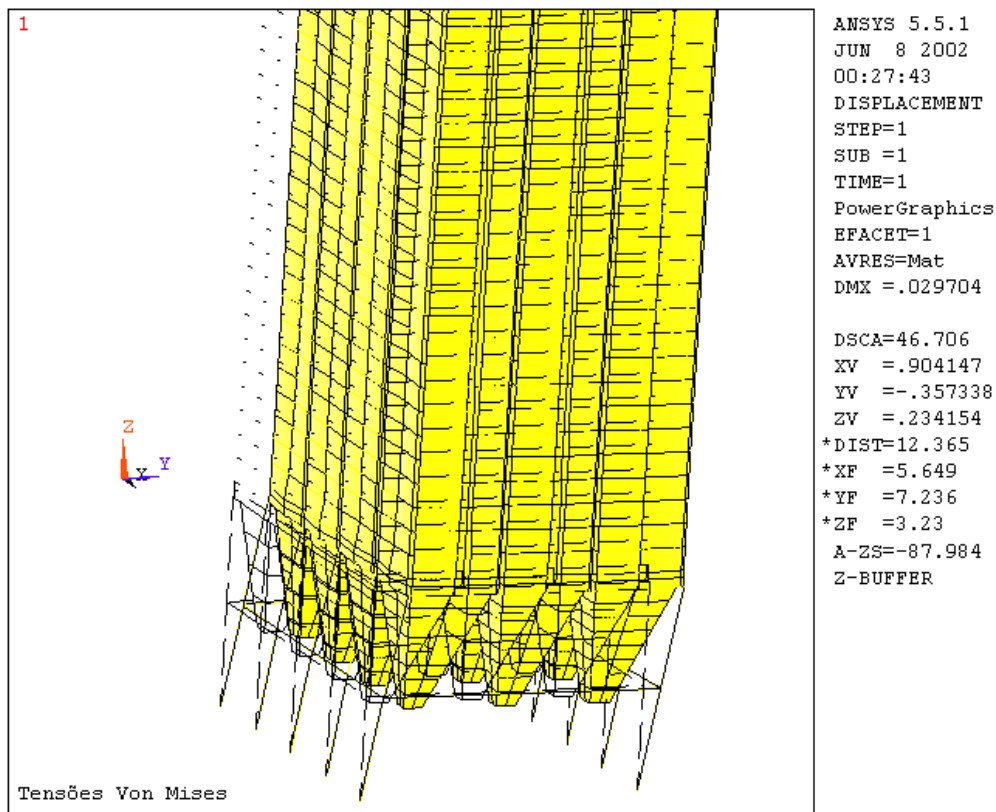 1
ANSYS 5.5.1
JUN  8 2002
00:27:43
DISPLACEMENT
STEP=1
SUB =1
TIME=1
PowerGraphics
EFACET=1
AVRES=Mat
DMX =.029704
DSCA=46.706
XV  =.904147
YV  =-.357338
ZV  =.234154
*DIST=12.365
*XF  =5.649
*YF  =7.236
*ZF  =3.23
A-ZS=-87.984
Z-BUFFER
Z
X
Y
Tensões Von Mises